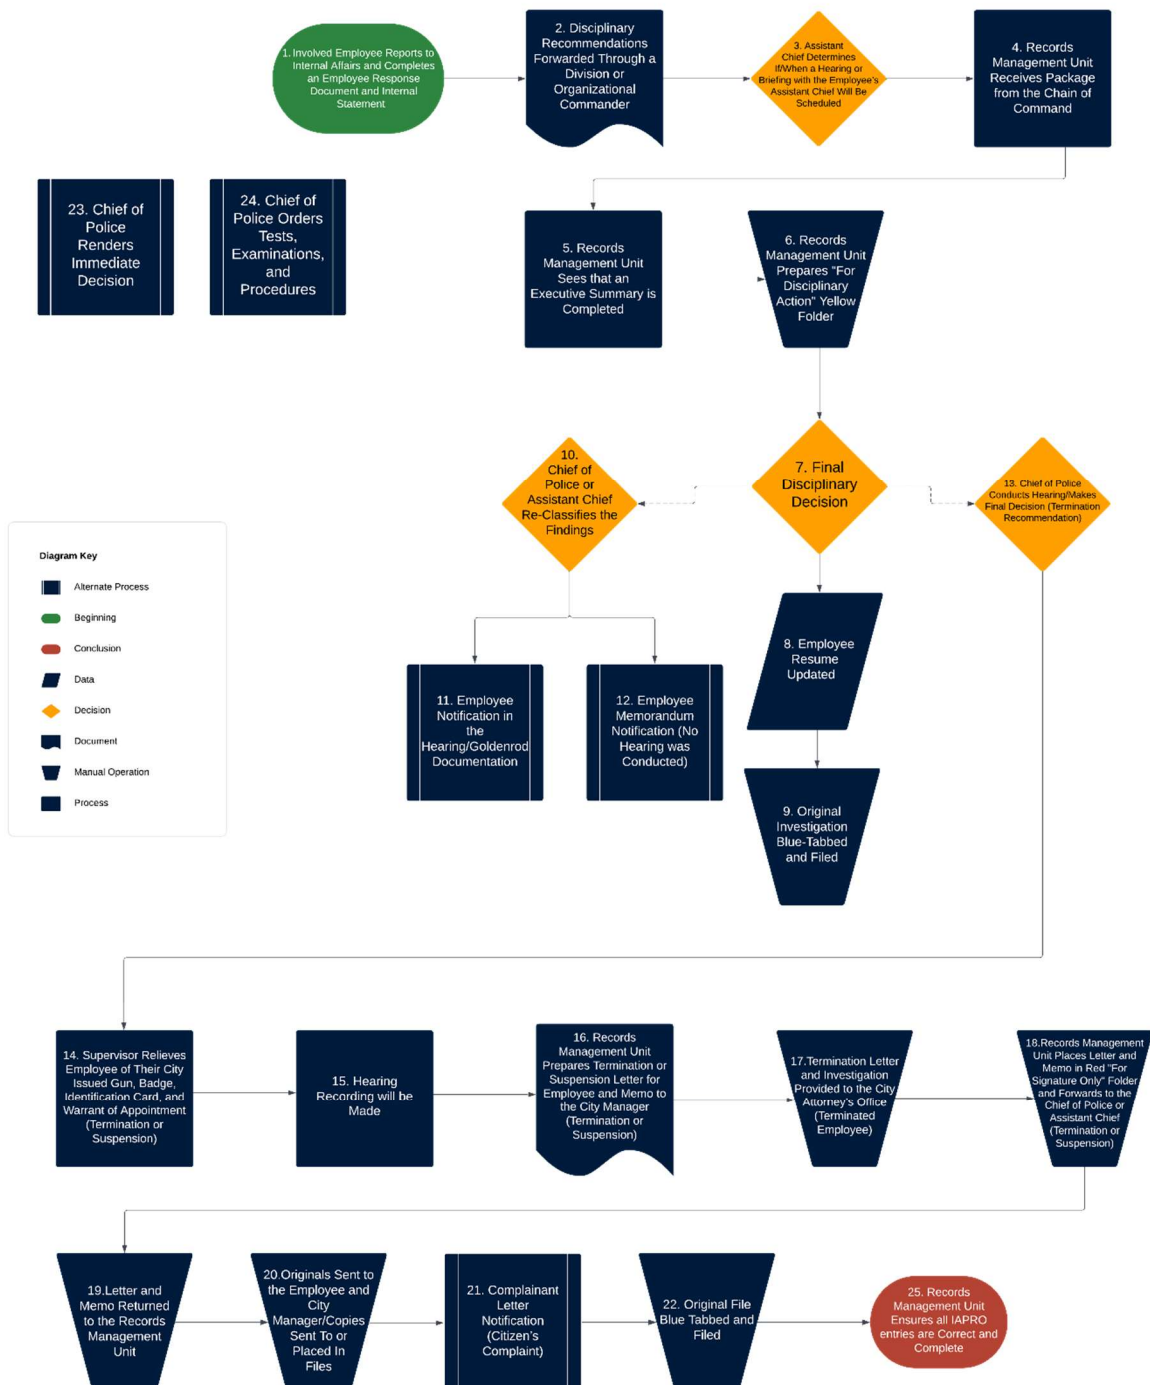 1. Involved Employee Reports to
Internal Affairs and Completes
an Employee Response
Document and Internal
Statement
2. Disciplinary
Recommendations
Forwarded Through a
Division or
Organizational
Commander
3. Assistant
Chief Determines
If/When a Hearing or
Briefing with the Employee's
Assistant Chief Will Be
Scheduled
4. Records
Management Unit
Receives Package
from the Chain of
Command
23. Chief of
Police
Renders
Immediate
Decision
24. Chief of
Police Orders
Tests,
Examinations,
and
Procedures
5. Records
Management Unit
Sees that an
Executive Summary is
Completed
6. Records
Management Unit
Prepares "For
Disciplinary
Action" Yellow
Folder
10.
Chief of
Police or
Assistant Chief
Re-Classifies the
Findings
7. Final
Disciplinary
Decision
13. Chief of Police
Conducts Hearing/Makes
Final Decision (Termination
Recommendation)
Diagram Key
Alternate Process
Beginning
Conclusion
Data
Decision
Document
Manual Operation
Process
11. Employee
Notification in
the
Hearing/Goldenrod
Documentation
12. Employee
Memorandum
Notification (No
Hearing was
Conducted)
8. Employee
Resume
Updated
9. Original
Investigation
Blue-Tabbed
and Filed
14. Supervisor Relieves
Employee of Their City
Issued Gun, Badge,
Identification Card, and
Warrant of Appointment
(Termination or
Suspension)
15. Hearing
Recording will be
Made
16. Records
Management Unit
Prepares Termination or
Suspension Letter for
Employee and Memo to
the City Manager
(Termination or
Suspension)
17.Termination Letter
and Investigation
Provided to the City
Attorney's Office
(Terminated
Employee)
18.Records Management
Unit Places Letter and
Memo in Red "For
Signature Only" Folder
and Forwards to the
Chief of Police or
Assistant Chief
(Termination or
Suspension)
19.Letter and
Memo Returned
to the Records
Management
Unit
20.Originals Sent to
the Employee and
City
Manager/Copies
Sent To or
Placed In
Files
21. Complainant
Letter
Notification
(Citizen's
Complaint)
22. Original File
Blue Tabbed and
Filed
25. Records
Management Unit
Ensures all IAPRO
entries are Correct and
Complete